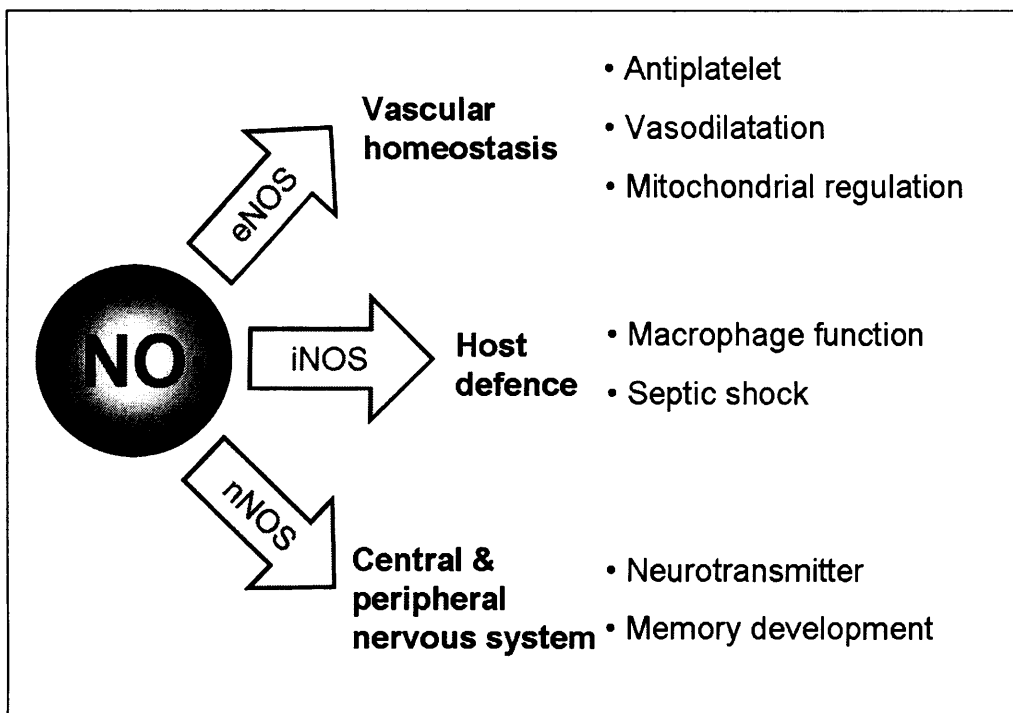 NO
eNOS
Vascular
homeostasis
• Antiplatelet
• Vasodilatation
• Mitochondrial regulation
iNOS
Host
defence
• Macrophage function
• Septic shock
nNOS
Central &
peripheral
nervous system
• Neurotransmitter
• Memory development